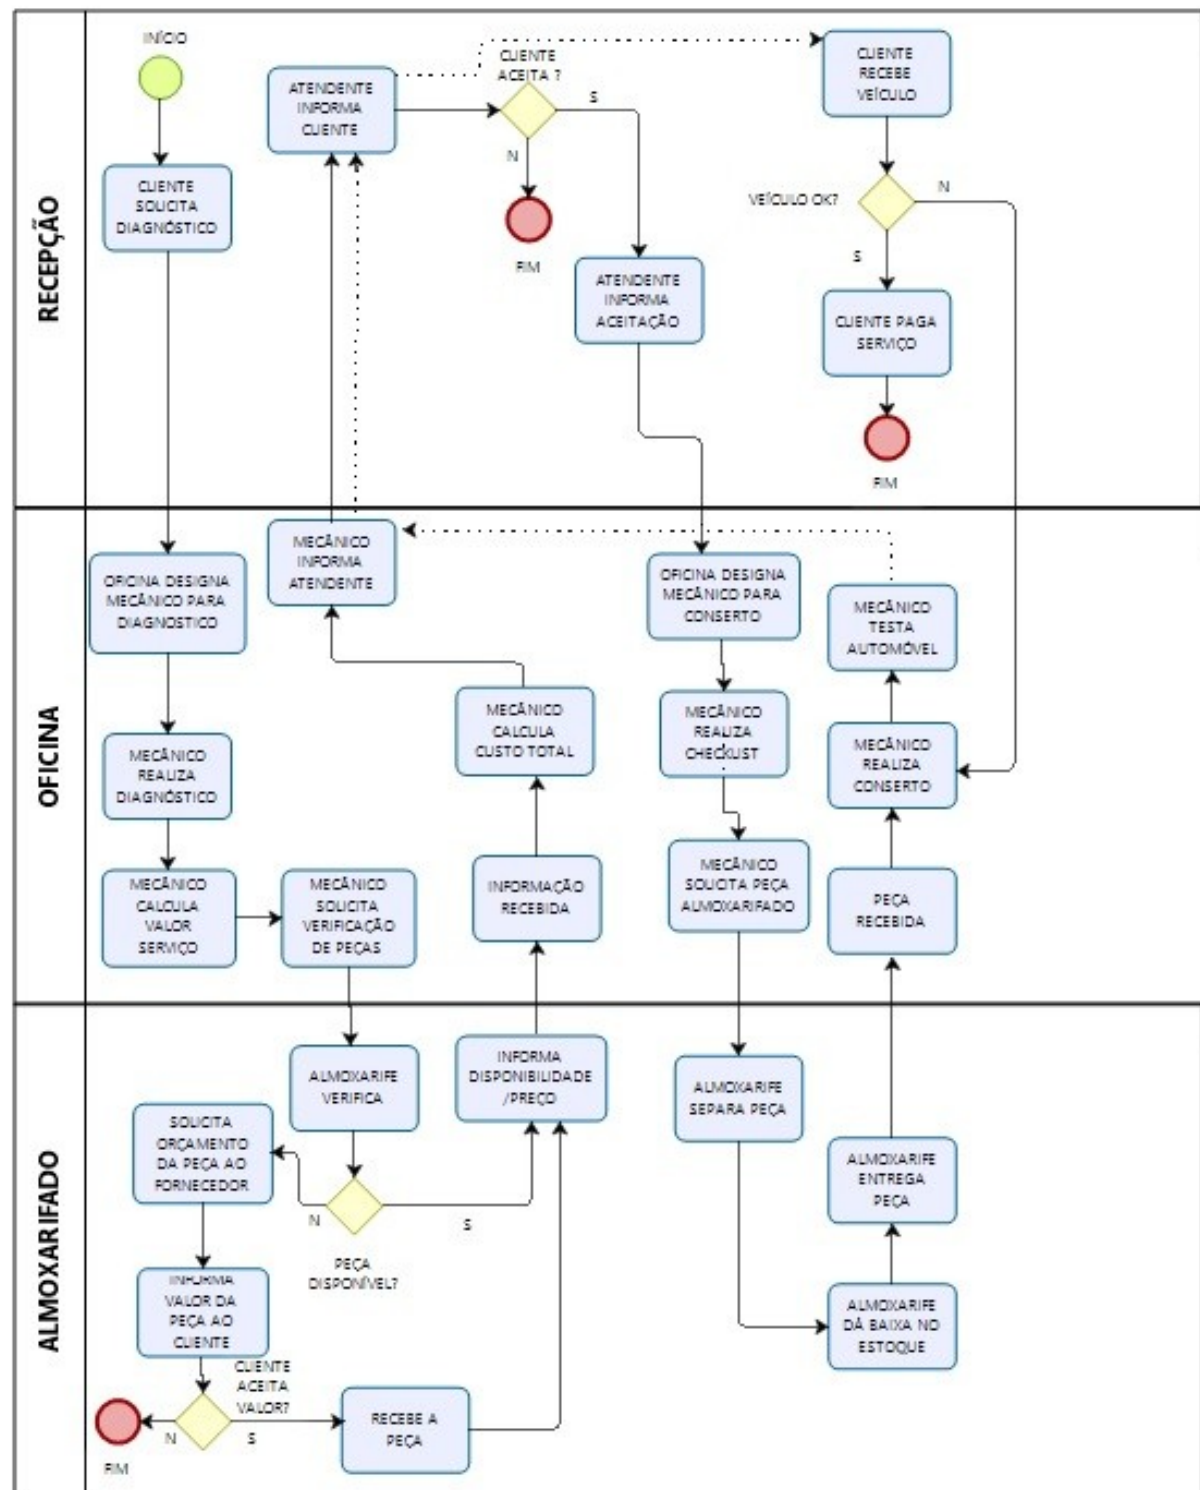 RECEPÇÃO
INÍCIO
CLIENTE
SOLICITA
DIAGNÓSTICO
ATENDENTE
INFORMA
CLIENTE
CLIENTE
ACEITA ?
S
N
FIM
ATENDENTE
INFORMA
ACEITAÇÃO
CLIENTE
RECEBE
VEÍCULO
VEÍCULO OK?
N
S
CLIENTE PAGA
SERVIÇO
FIM
OFICINA
OFICINA DESIGNA
MECÂNICO PARA
DIAGNOSTICO
MECÂNICO
REALIZA
DIAGNÓSTICO
MECÂNICO
CALCULA
VALOR
SERVIÇO
MECÂNICO
SOLICITA
VERIFICAÇÃO
DE PEÇAS
MECÂNICO
INFORMA
ATENDENTE
MECÂNICO
CALCULA
CUSTO TOTAL
INFORMAÇÃO
RECEBIDA
OFICINA DESIGNA
MECÂNICO PARA
CONSERTO
MECÂNICO
REALIZA
CHECKLIST
MECÂNICO
SOLICITA PEÇA
ALMOXARIFADO
MECÂNICO
TESTA
AUTOMÓVEL
MECÂNICO
REALIZA
CONSERTO
PEÇA
RECEBIDA
ALMOXARIFADO
ALMOXARIFE
VERIFICA
PEÇA
DISPONÍVEL?
N
S
SOLICITA
ORÇAMENTO
DA PEÇA AO
FORNECEDOR
INFORMA
VALOR DA
PEÇA AO
CLIENTE
CLIENTE
ACEITA
VALOR?
N
S
FIM
RECEBE A
PEÇA
INFORMA
DISPONIBILIDADE
/PREÇO
ALMOXARIFE
SEPARA PEÇA
ALMOXARIFE
DÁ BAIXA NO
ESTOQUE
ALMOXARIFE
ENTREGA
PEÇA